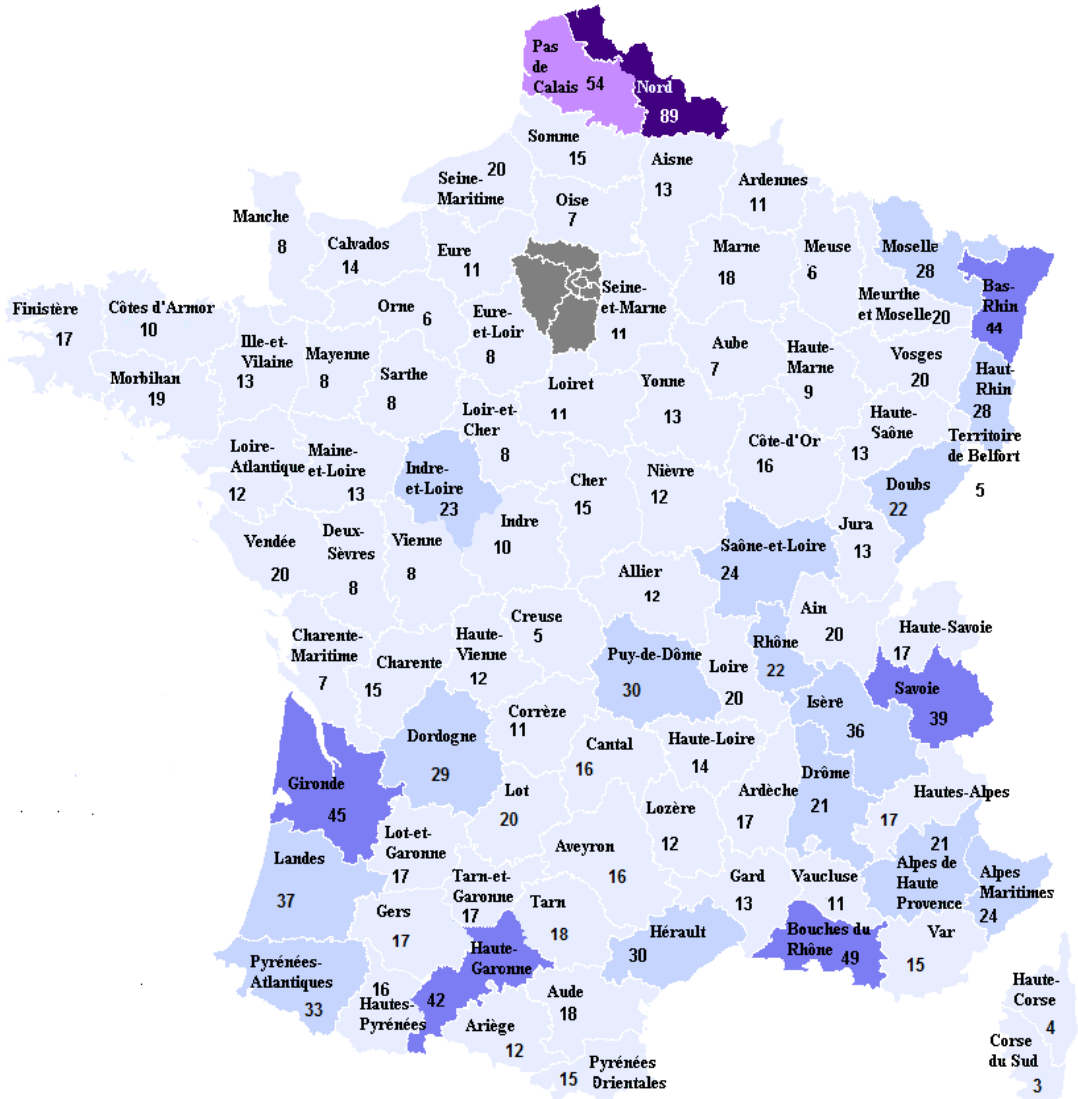 Pas
de
Calais 54
Nord
89
Somme
15
Aisne
13
Ardennes
11
20
Seine-
Maritime
Oise
7
Manche
8
Calvados
14
Eure
11
Marne
18
Meuse
6
Moselle
28
Bas-
Rhin
44
Meurthe
et Moselle 20
Seine-
et-Marne
11
Finistère
17
Côtes d'Armor
10
Orne
6
Eure-
et-Loir
8
Ille-et-
Vilaine
13
Mayenne
8
Sarthe
8
Morbihan
19
Aube
7
Haute-
Marne
9
Vosges
20
Haut-
Rhin
28
Loiret
11
Yonne
13
Loir-et-
Cher
8
Haute-
Saône
13
Territoire
de Belfort
5
Côte-d'Or
16
Loire-
Atlantique
12
Maine-
et-Loire
13
Indre-
et-Loire
23
Cher
15
Nièvre
12
Doubs
22
Indre
10
Jura
13
Vendée
20
Deux-
Sèvres
8
Vienne
8
Saône-et-Loire
24
Allier
12
Ain
20
Haute-Savoie
17
Creuse
5
Charente-
Maritime
7
Charente
15
Haute-
Vienne
12
Puy-de-Dôme
30
Loire
20
Rhône
22
Savoie
39
Isère
36
Corrèze
11
Dordogne
29
Cantal
16
Haute-Loire
14
Gironde
45
Lot
20
Lozère
12
Ardèche
17
Drôme
21
Hautes-Alpes
17
Lot-et-
Garonne
17
Aveyron
16
Landes
37
Tarn-et-
Garonne
17
Tarn
18
Gard
13
Vaucluse
11
21
Alpes de
Haute
Provence
Alpes
Maritimes
24
Gers
17
Haute-
Garonne
42
Hérault
30
Bouches du
Rhône 49
Var
15
Pyrénées-
Atlantiques
33
16
Hautes-
Pyrénées
Aude
18
Ariège
12
15
Pyrénées
Orientales
Haute-
Corse
4
Corse
du Sud
3